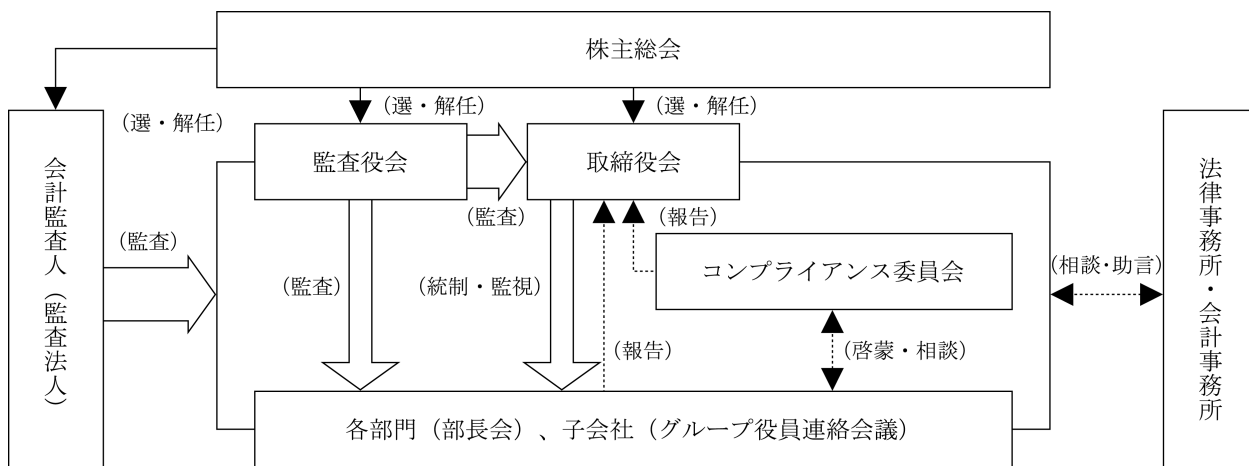 株主総会
（選・解任）
（選・解任）
（選・解任）
監査役会
取締役会
会計監査人（監査法人）
法律事務所・会計事務所
（監査）
（報告）
（監査）
コンプライアンス委員会
（相談・助言）
（監査）
（統制・監視）
（報告）
（啓蒙・相談）
各部門（部長会）、子会社（グループ役員連絡会議）